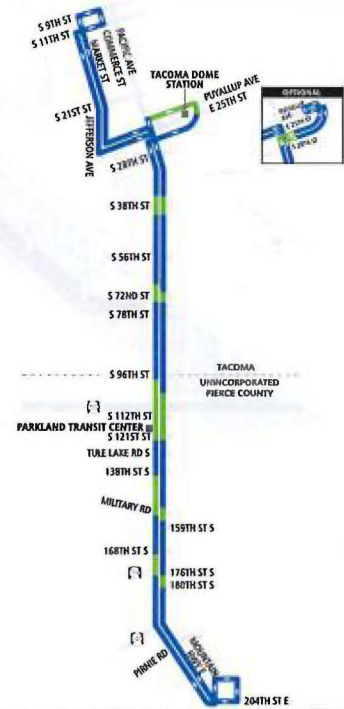 S 9TH ST
S 11TH ST
PACIFIC AVE
COMMERCE ST
MARKET ST
TACOMA DOME
STATION
PUYALLUP AVE
E 25TH ST
OPTIONAL
E 25TH ST
S 21ST ST
JEFFERSON AVE
S 28TH ST
S 38TH ST
S 56TH ST
S 72ND ST
S 78TH ST
S 96TH ST
TACOMA
UNINCORPORATED
PIERCE COUNTY
S 112TH ST
PARKLAND TRANSIT CENTER
S 121ST ST
TULE LAKE RD S
138TH ST S
MILITARY RD
159TH ST S
168TH ST S
176TH ST S
180TH ST S
PIRNIE RD
MOUNTAIN
204TH ST E